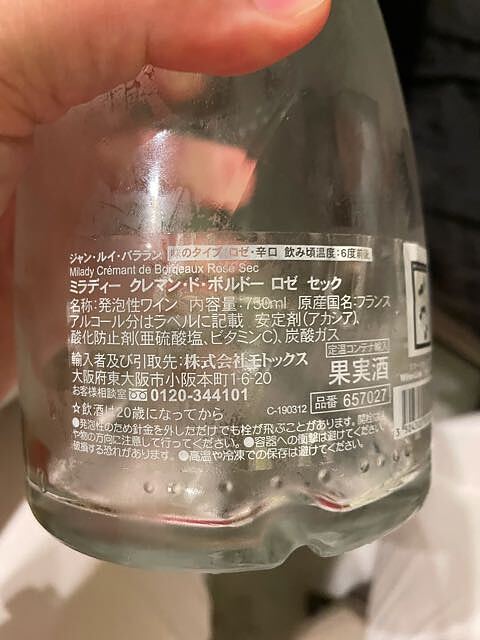 ジャン・ルイ・バララン 味のタイプ:ロゼ・辛口 飲み頃温度:6度前後
Milady Crémant de Bordeaux Rosé Sec
ミラディー クレマン・ド・ボルドー ロゼ セック
名称:発泡性ワイン 内容量:750ml 原産国名:フランス
アルコール分はラベルに記載 安定剤(アカシア)、
酸化防止剤(亜硫酸塩、ビタミンC)、炭酸ガス
定温コンテナ輸入
輸入者及び引取先:株式会社モトックス
果実酒
大阪府東大阪市小阪本町1-6-20
お客様相談室 0120-344101
品番 657027
☆飲酒は20歳になってから
C-190312
●発泡性のため針金を外しただけでも栓が飛ぶことがあります。開栓には人
や物の方向に注意して行ってください。●容器への衝撃は避けてください。
破損する恐れがあります。●高温や冷凍での保存は避けてください。